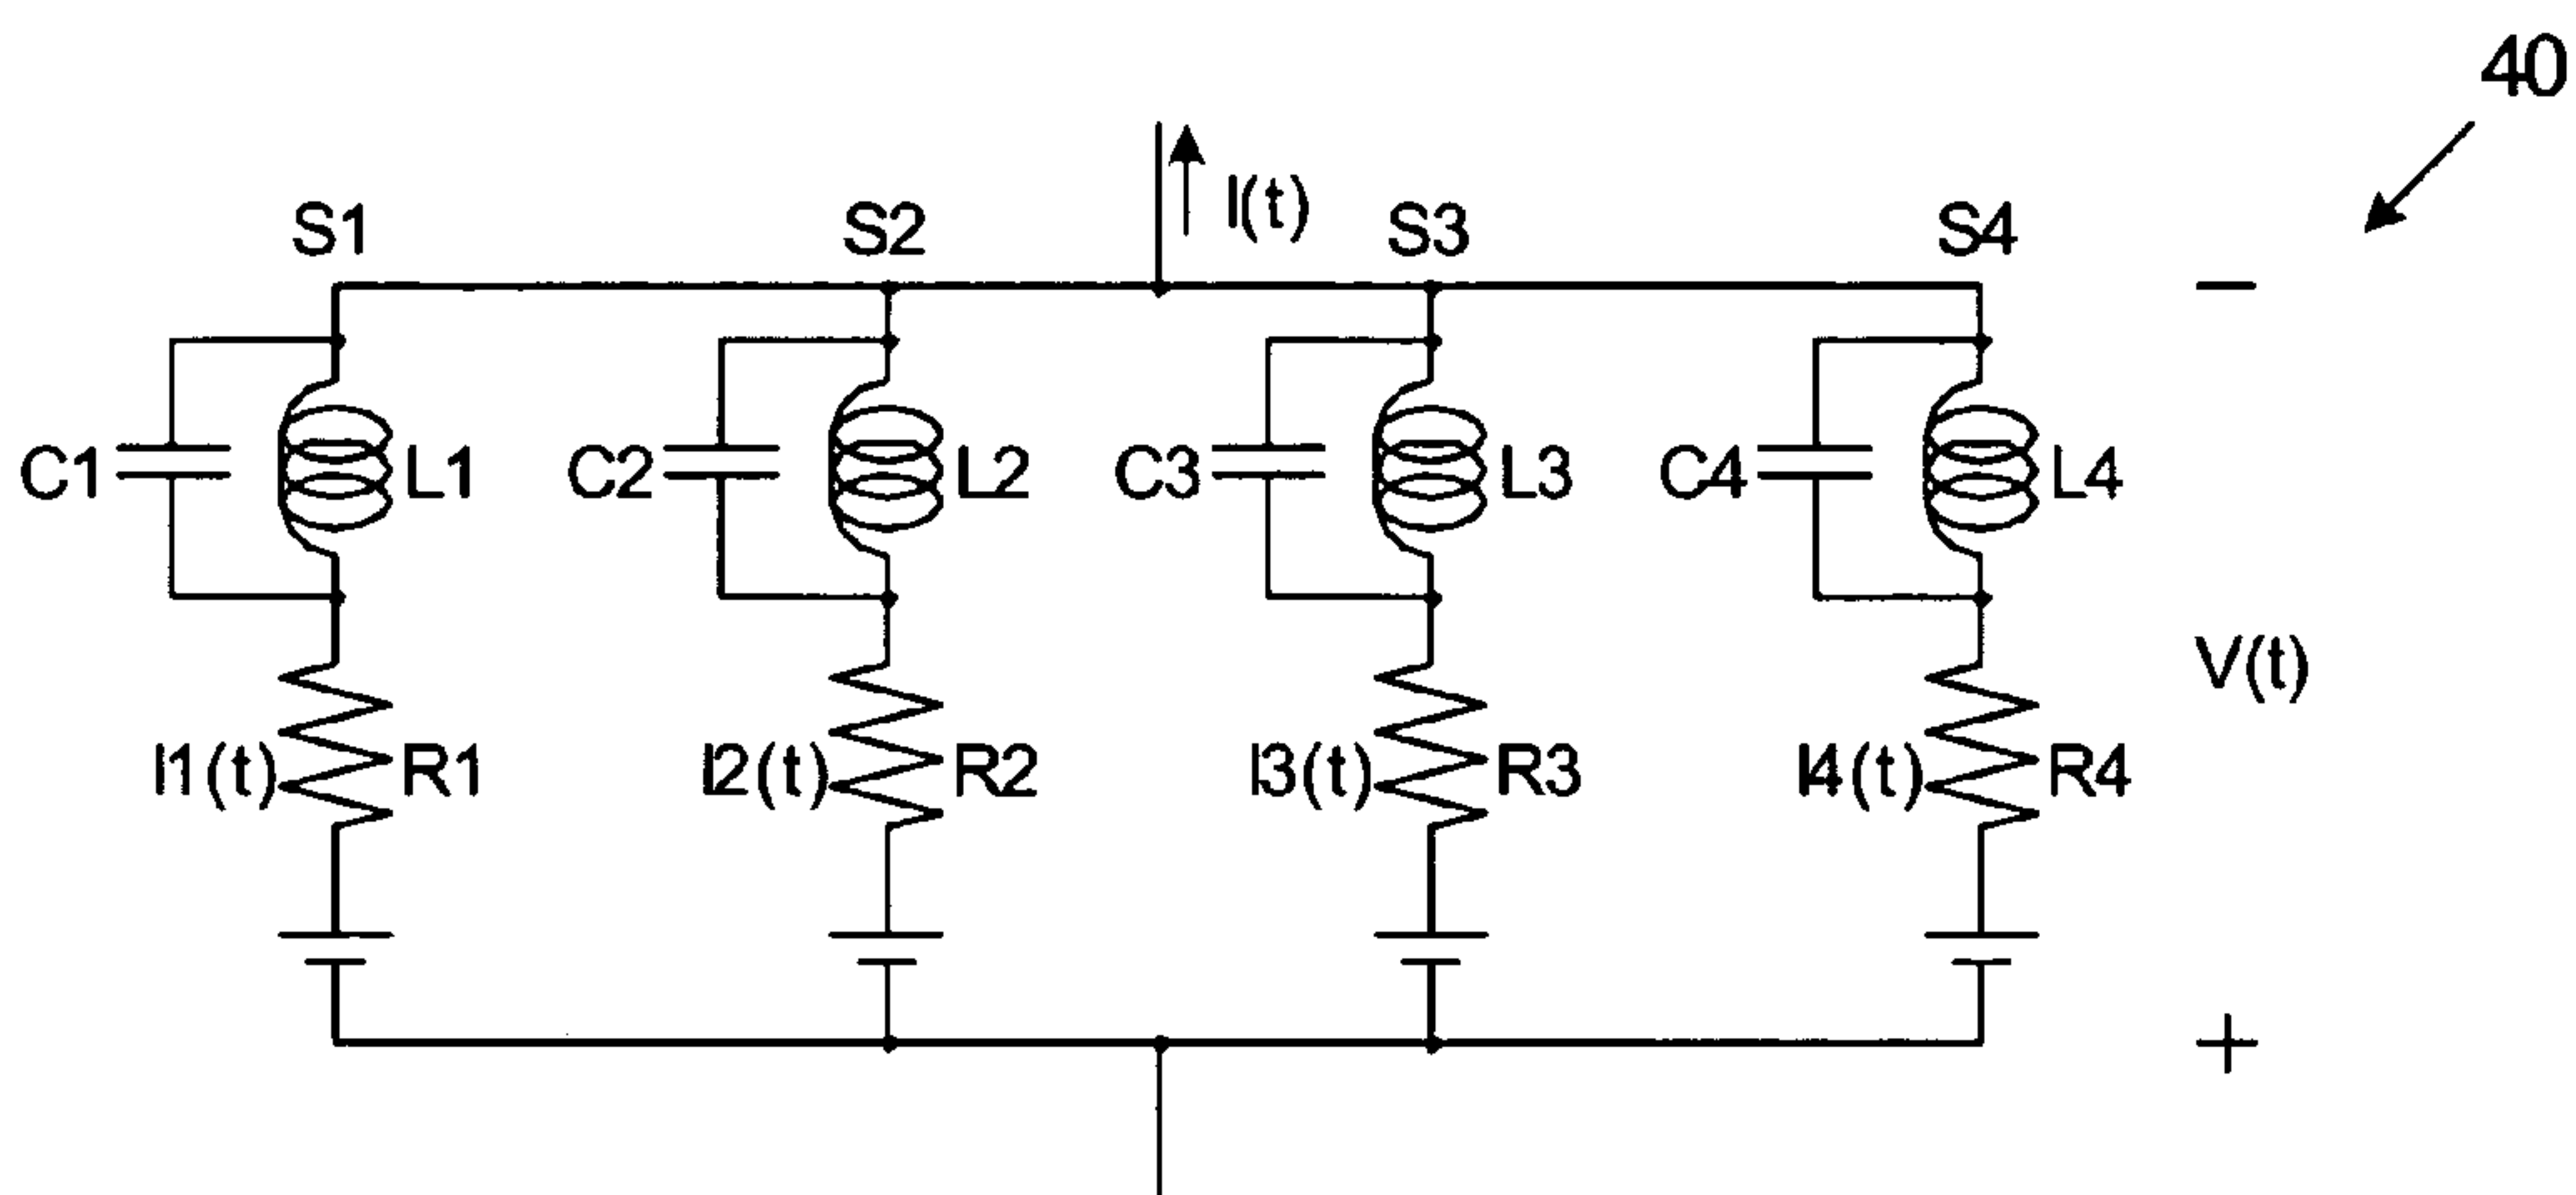 40
I(t)
S1 S2 S3 S4
−
C1 L1 C2 L2 C3 L3 C4 L4
V(t)
I1(t) R1 I2(t) R2 I3(t) R3 I4(t) R4
+